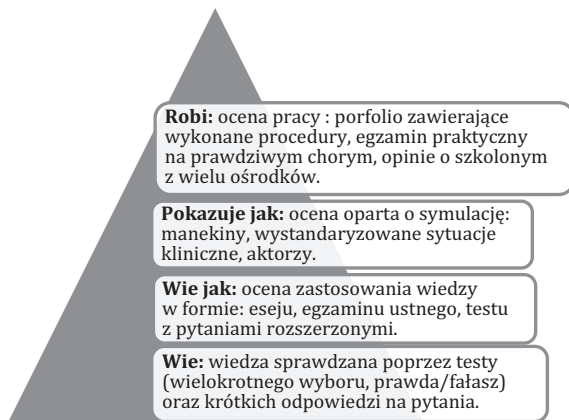 Robi: ocena pracy : porfolio zawierające
wykonane procedury, egzamin praktyczny
na prawdziwym chorym, opinie o szkolonym
z wielu ośrodków.
Pokazuje jak: ocena oparta o symulację:
manekiny, wystandaryzowane sytuacje
kliniczne, aktorzy.
Wie jak: ocena zastosowania wiedzy
w formie: eseju, egzaminu ustnego, testu
z pytaniami rozszerzonymi.
Wie: wiedza sprawdzana poprzez testy
(wielokrotnego wyboru, prawda/fałasz)
oraz krótkich odpowiedzi na pytania.